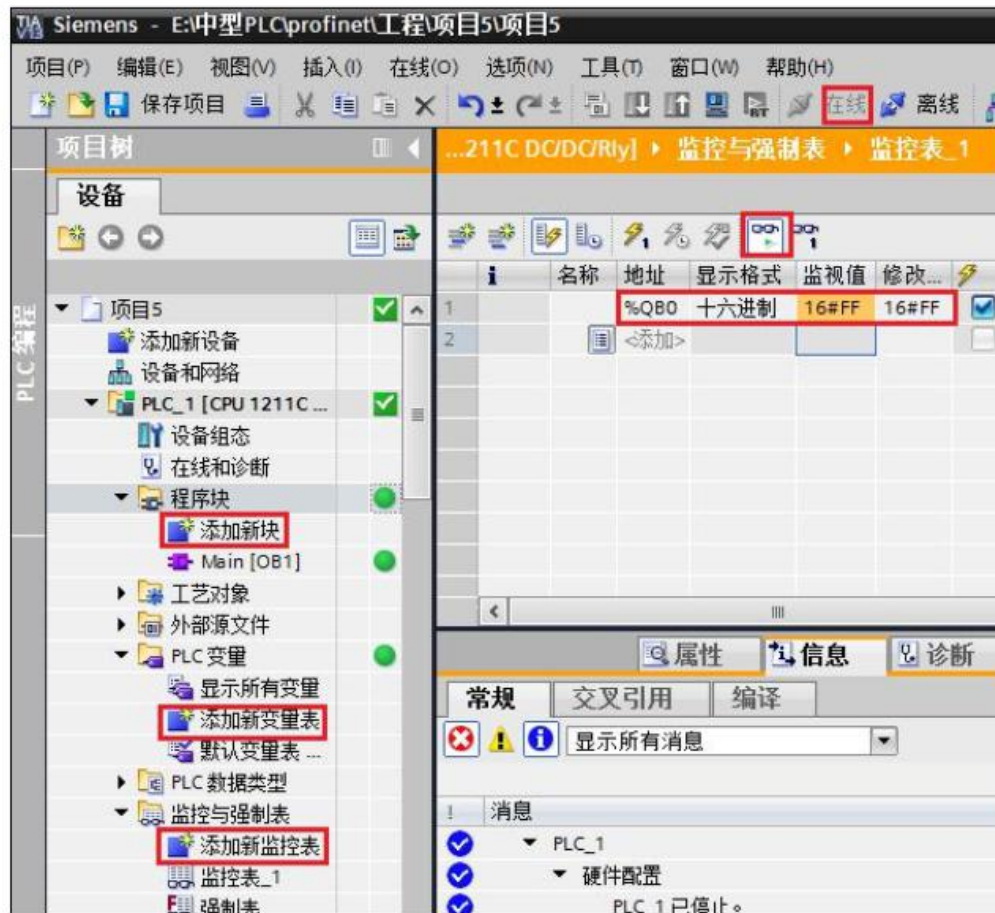 Siemens - E:\中型PLC\profinet\工程\项目5\项目5
项目(P) 编辑(E) 视图(V) 插入(I) 在线(O) 选项(N) 工具(T) 窗口(W) 帮助(H)
保存项目 在线 离线
项目树
...211C DC/DC/Rly] 监控与强制表 监控表_1
设备
i 名称 地址 显示格式 监视值 修改...
1 %QB0 十六进制 16#FF 16#FF
2 <添加>
PLC 编程
项目5
添加新设备
设备和网络
PLC_1 [CPU 1211C ...
设备组态
在线和诊断
程序块
添加新块
Main [OB1]
工艺对象
外部源文件
PLC 变量
显示所有变量
添加新变量表
默认变量表 ...
PLC 数据类型
监控与强制表
添加新监控表
监控表_1
强制表
属性 信息 诊断
常规 交叉引用 编译
显示所有消息
! 消息
PLC_1
硬件配置
PLC_1 已停止。